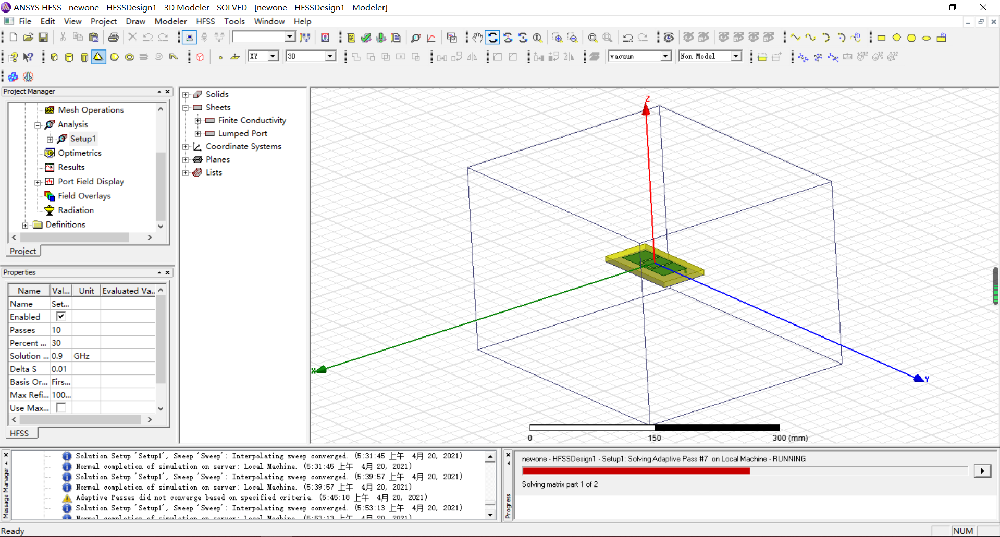 ANSYS HFSS - newone - HFSSDesign1 - 3D Modeler - SOLVED - [newone - HFSSDesign1 - Modeler]
File Edit View Project Draw Modeler HFSS Tools Window Help
XY 3D vacuum Non Model
Project Manager
Mesh Operations
Analysis
Setup1
Optimetrics
Results
Port Field Display
Field Overlays
Radiation
Definitions
Project
Properties
Name Val... Unit Evaluated Va...
Name Set...
Enabled
Passes 10
Percent ... 30
Solution ... 0.9 GHz
Delta S 0.01
Basis Or... Firs...
Max Refi... 100...
Use Max...
HFSS
Solids
Sheets
Finite Conductivity
Lumped Port
Coordinate Systems
Planes
Lists
Z
X
Y
0 150 300 (mm)
Message Manager
Solution Setup 'Setup1', Sweep 'Sweep': Interpolating sweep converged. (5:31:45 上午 4月 20, 2021)
Normal completion of simulation on server: Local Machine. (5:31:45 上午 4月 20, 2021)
Solution Setup 'Setup1', Sweep 'Sweep': Interpolating sweep converged. (5:39:57 上午 4月 20, 2021)
Normal completion of simulation on server: Local Machine. (5:39:57 上午 4月 20, 2021)
Adaptive Passes did not converge based on specified criteria. (5:45:18 上午 4月 20, 2021)
Solution Setup 'Setup1', Sweep 'Sweep': Interpolating sweep converged. (5:53:13 上午 4月 20, 2021)
Normal completion of simulation on server: Local Machine. (5:53:13 上午 4月 20, 2021)
Progress
newone - HFSSDesign1 - Setup1: Solving Adaptive Pass #7 on Local Machine - RUNNING
Solving matrix part 1 of 2
Ready
NUM